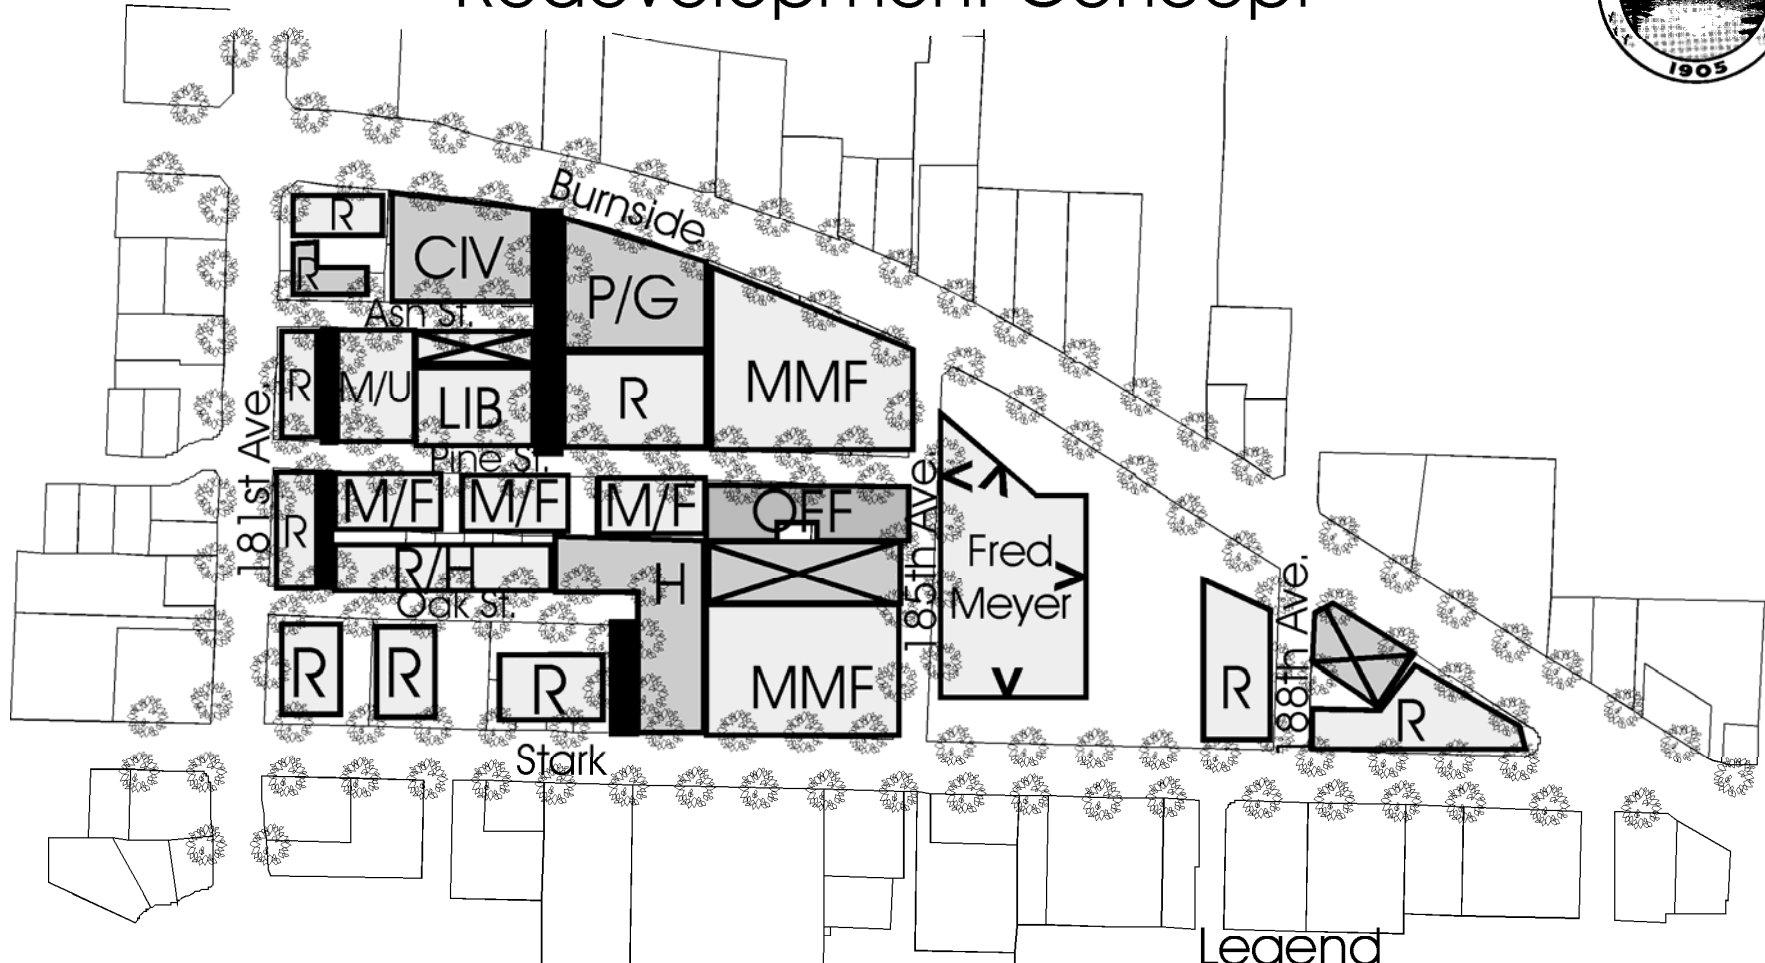 Redevelopment Concept
1905
Burnside
R
CIV
R
P/G
Ash St.
MMF
R
M/U
LIB
R
181st Ave.
Pine St.
R
M/F
M/F
M/F
OFF
185th Ave.
Fred
Meyer
R/H
H
Oak St.
R
R
R
MMF
R
188th Ave.
R
Stark
Legend